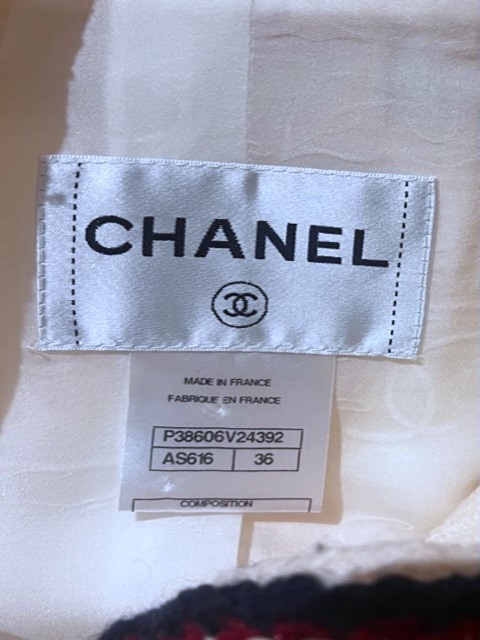 CHANEL
MADE IN FRANCE
FABRIQUE EN FRANCE
P38606V24392
AS616 36
COMPOSITION